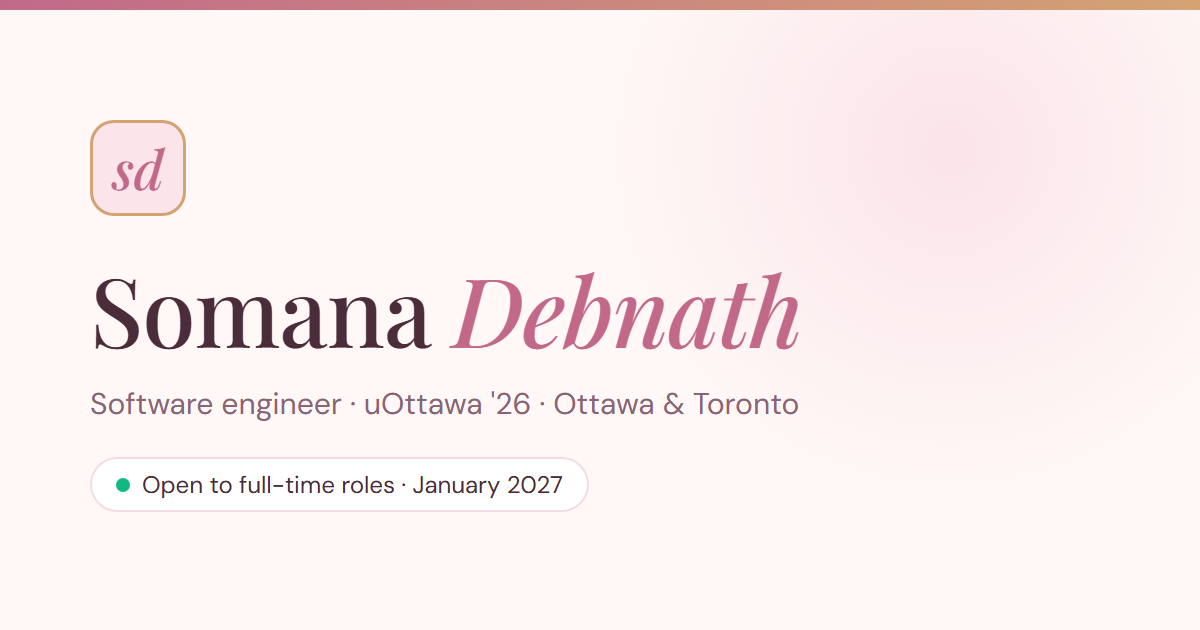 sd
Somana Debnath
Software engineer · uOttawa '26 · Ottawa & Toronto
Open to full-time roles · January 2027